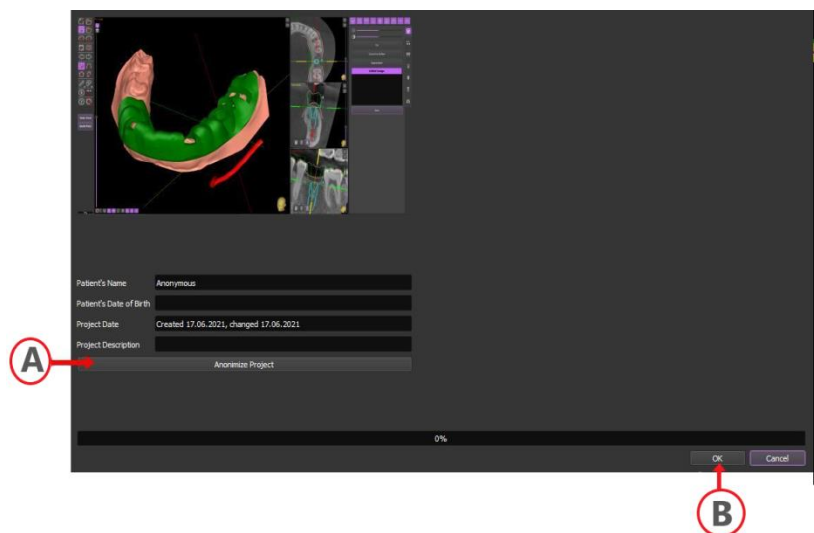 Patient's Name Anonymous
Patient's Date of Birth
Project Date Created 17.06.2021, changed 17.06.2021
Project Description
A
Anonimize Project
0%
OK Cancel
B